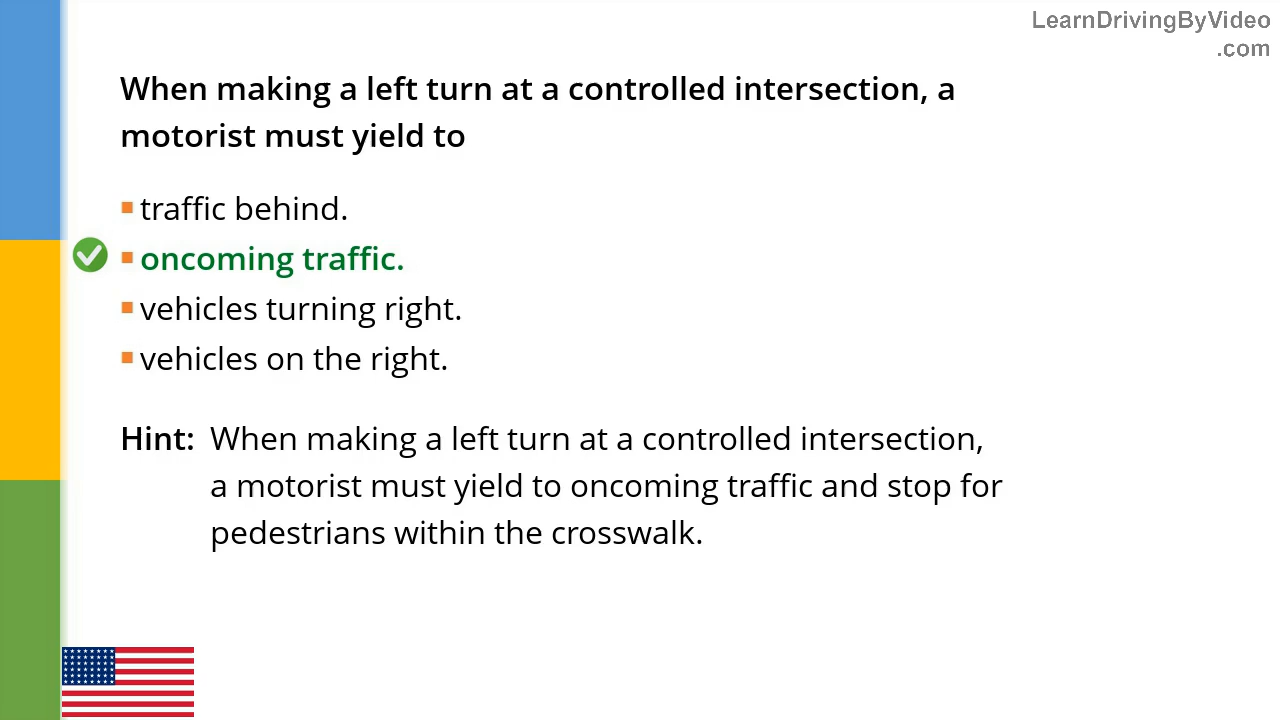 LearnDrivingByVideo
.com
When making a left turn at a controlled intersection, a
motorist must yield to
traffic behind.
oncoming traffic.
vehicles turning right.
vehicles on the right.
Hint: When making a left turn at a controlled intersection,
a motorist must yield to oncoming traffic and stop for
pedestrians within the crosswalk.